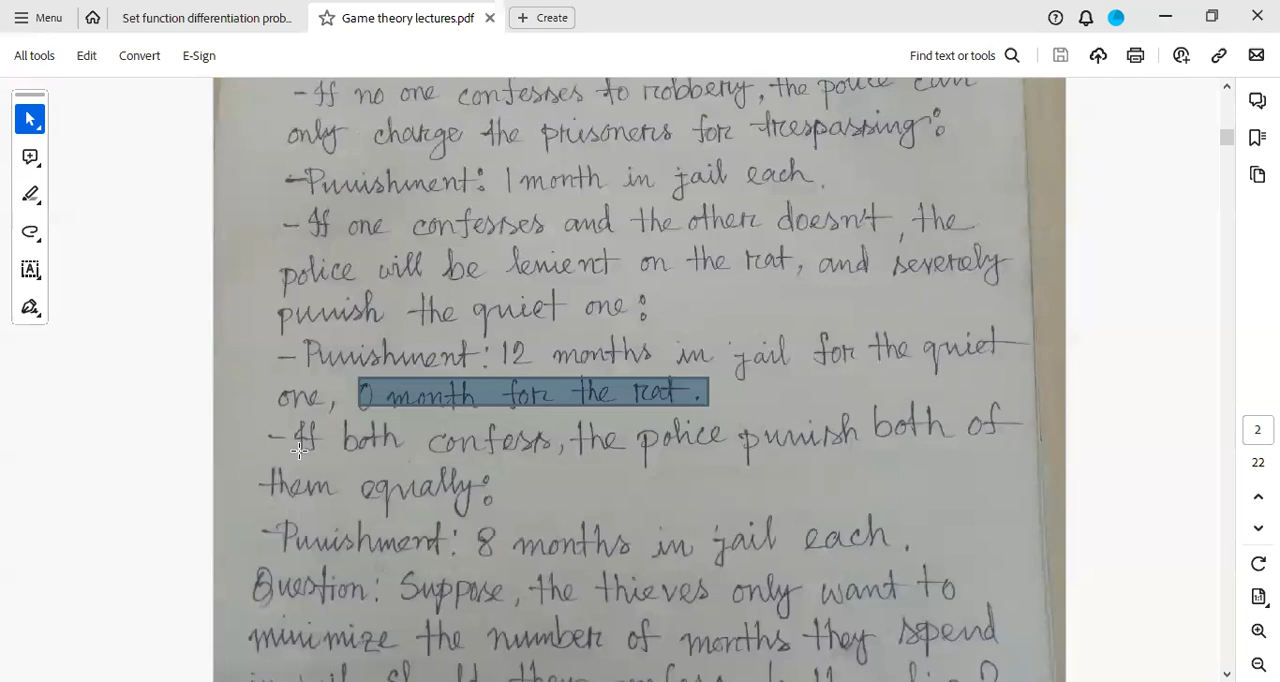 Menu
Set function differentiation prob...
Game theory lectures.pdf
Create
All tools Edit Convert E-Sign
Find text or tools
- If no one confesses to robbery, the police can
only charge the prisoners for trespassing:
- Punishment: 1 month in jail each.
- If one confesses and the other doesn't, the
police will be lenient on the rat, and severely
punish the quiet one:
- Punishment: 12 months in jail for the quiet
one, 0 month for the rat.
- If both confess, the police punish both of
them equally:
- Punishment: 8 months in jail each.
Question: Suppose, the thieves only want to
minimize the number of months they spend
2
22